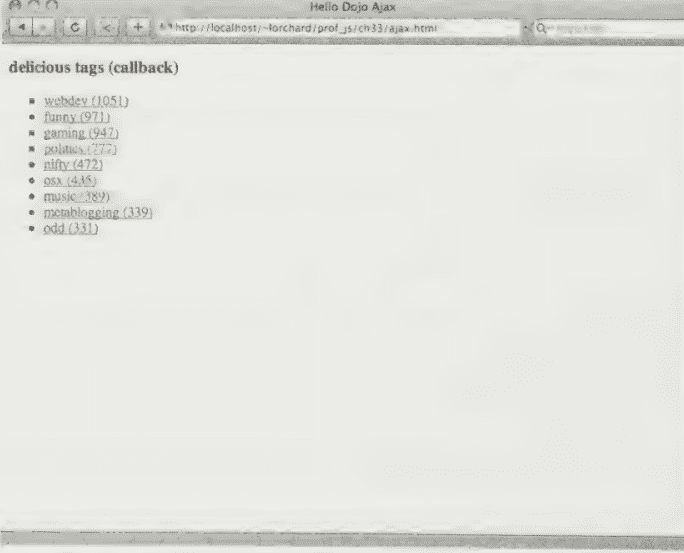 Hello Dojo Ajax
http://localhost/~lorchard/prof_js/ch33/ajax.html
delicious tags (callback)
webdev (1051)
funny (971)
gaming (947)
politics (777)
nifty (472)
osx (435)
music (389)
metablogging (339)
odd (331)